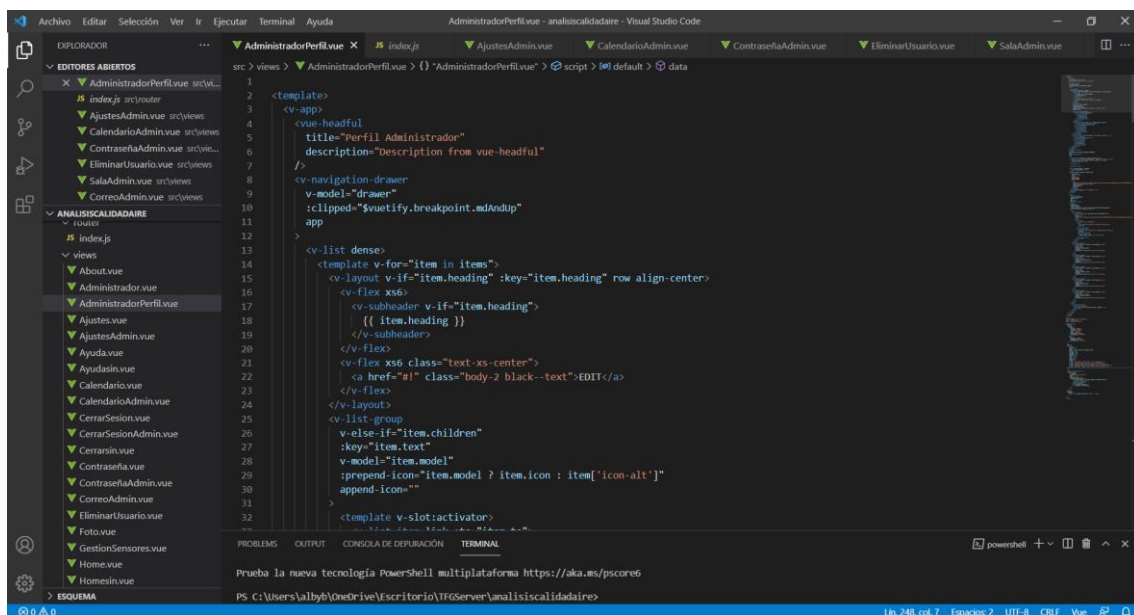 Archivo Editar Selección Ver Ir Ejecutar Terminal Ayuda
AdministradorPerfil.vue - analisiscalidadaire - Visual Studio Code
EXPLORADOR
EDITORES ABIERTOS
AdministradorPerfil.vue src\vi...
index.js src\router
AjustesAdmin.vue src\views
CalendarioAdmin.vue src\views
ContraseñaAdmin.vue src\vie...
EliminarUsuario.vue src\views
SalaAdmin.vue src\views
CorreoAdmin.vue src\views
ANALISISCALIDADAIRE
router
index.js
views
About.vue
Administrador.vue
AdministradorPerfil.vue
Ajustes.vue
AjustesAdmin.vue
Ayuda.vue
Ayudasin.vue
Calendario.vue
CalendarioAdmin.vue
CerrarSesion.vue
CerrarSesionAdmin.vue
Cerrarsin.vue
Contraseña.vue
ContraseñaAdmin.vue
CorreoAdmin.vue
EliminarUsuario.vue
Foto.vue
GestionSensores.vue
Home.vue
Homesin.vue
ESQUEMA
AdministradorPerfil.vue JS index.js AjustesAdmin.vue CalendarioAdmin.vue ContraseñaAdmin.vue EliminarUsuario.vue SalaAdmin.vue
src > views > AdministradorPerfil.vue > {} "AdministradorPerfil.vue" > script > default > data
1
2 <template>
3 <v-app>
4 <vue-headful
5 title="Perfil Administrador"
6 description="Description from vue-headful"
7 />
8 <v-navigation-drawer
9 v-model="drawer"
10 :clipped="$vuetify.breakpoint.mdAndUp"
11 app
12 >
13 <v-list dense>
14 <template v-for="item in items">
15 <v-layout v-if="item.heading" :key="item.heading" row align-center>
16 <v-flex xs6>
17 <v-subheader v-if="item.heading">
18 {{ item.heading }}
19 </v-subheader>
20 </v-flex>
21 <v-flex xs6 class="text-xs-center">
22 <a href="#!" class="body-2 black--text">EDIT</a>
23 </v-flex>
24 </v-layout>
25 <v-list-group
26 v-else-if="item.children"
27 :key="item.text"
28 v-model="item.model"
29 :prepend-icon="item.model ? item.icon : item['icon-alt']"
30 append-icon=""
31 >
32 <template v-slot:activator>
PROBLEMS OUTPUT CONSOLA DE DEPURACIÓN TERMINAL powershell
Prueba la nueva tecnología PowerShell multiplataforma https://aka.ms/pscore6
PS C:\Users\albyb\OneDrive\Escritorio\TFGServer\analisiscalidadaire>
0 0 Lín. 248, col. 7 Espacios: 2 UTF-8 CRLF Vue